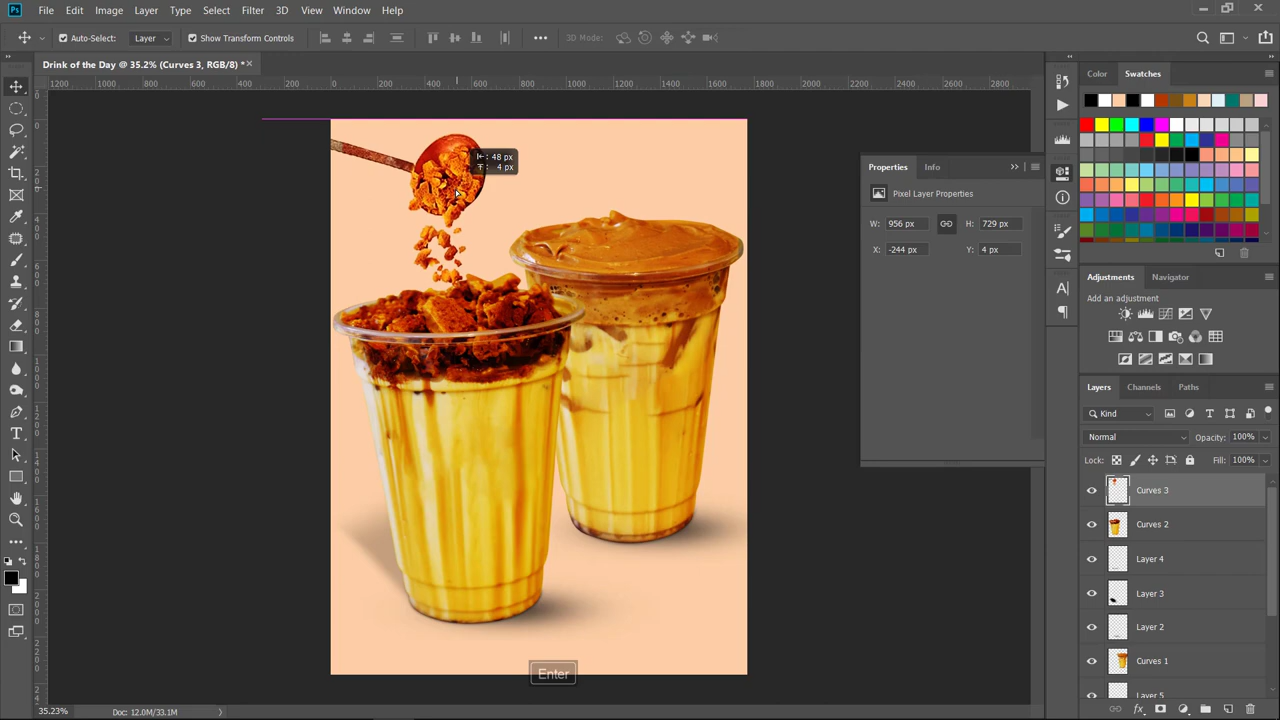 Ps File Edit Image Layer Type Select Filter 3D View Window Help
Auto-Select: Layer Show Transform Controls 3D Mode:
Drink of the Day @ 35.2% (Curves 3, RGB/8) *
1200 1000 800 600 400 200 0 200 400 600 800 1000 1200 1400 1600 1800 2000 2200 2400 2600 2800
Color Swatches
: 48 px
: 4 px
Properties Info
Pixel Layer Properties
W: 956 px H: 729 px
X: -244 px Y: 4 px
Adjustments Navigator
Add an adjustment
Layers Channels Paths
Kind
Normal Opacity: 100%
Lock: Fill: 100%
Curves 3
Curves 2
Layer 4
Layer 3
Layer 2
Curves 1
Layer 5
Enter
35.23% Doc: 12.0M/33.1M